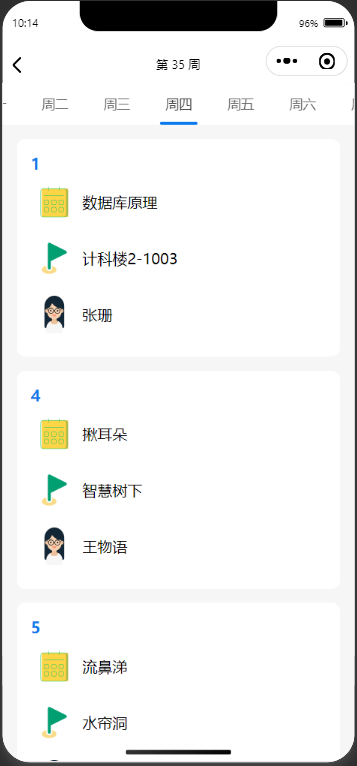 10:14
96%
第 35 周
周二 周三 周四 周五 周六
1
数据库原理
计科楼2-1003
张珊
4
揪耳朵
智慧树下
王物语
5
流鼻涕
水帘洞